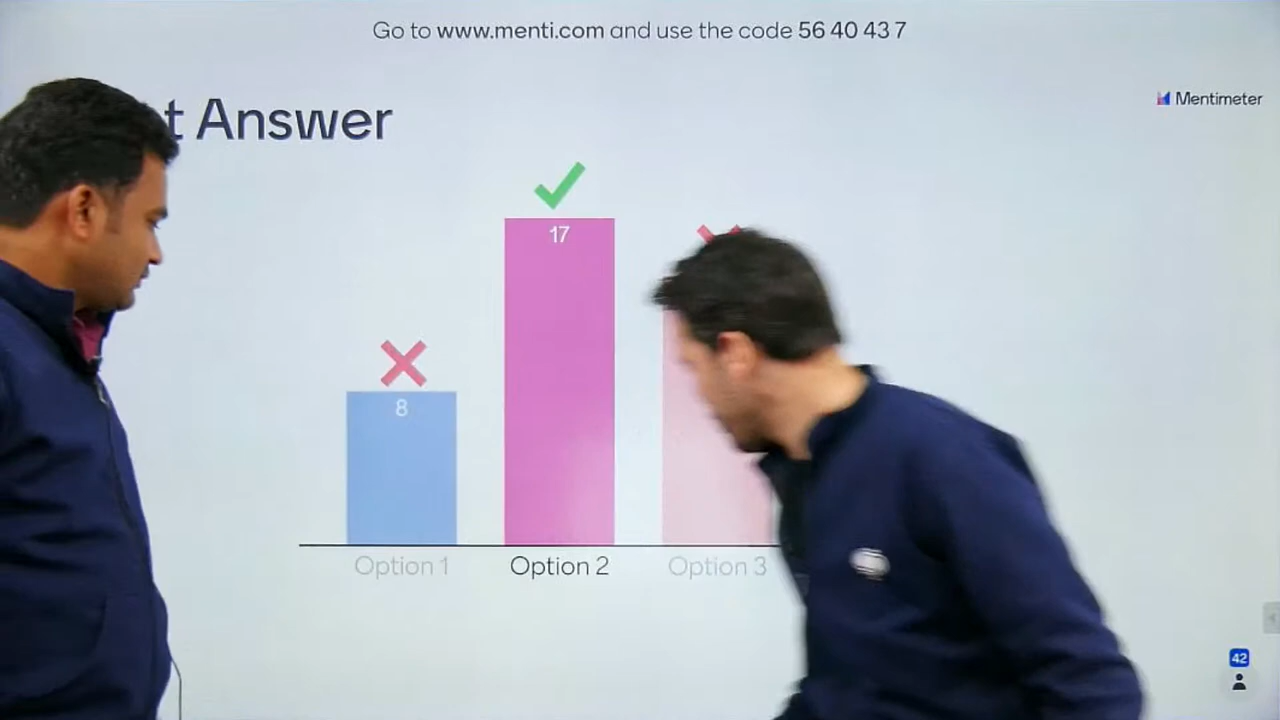 Go to www.menti.com and use the code 56 40 43 7
Mentimeter
t Answer
17
8
Option 1
Option 2
Option 3
42